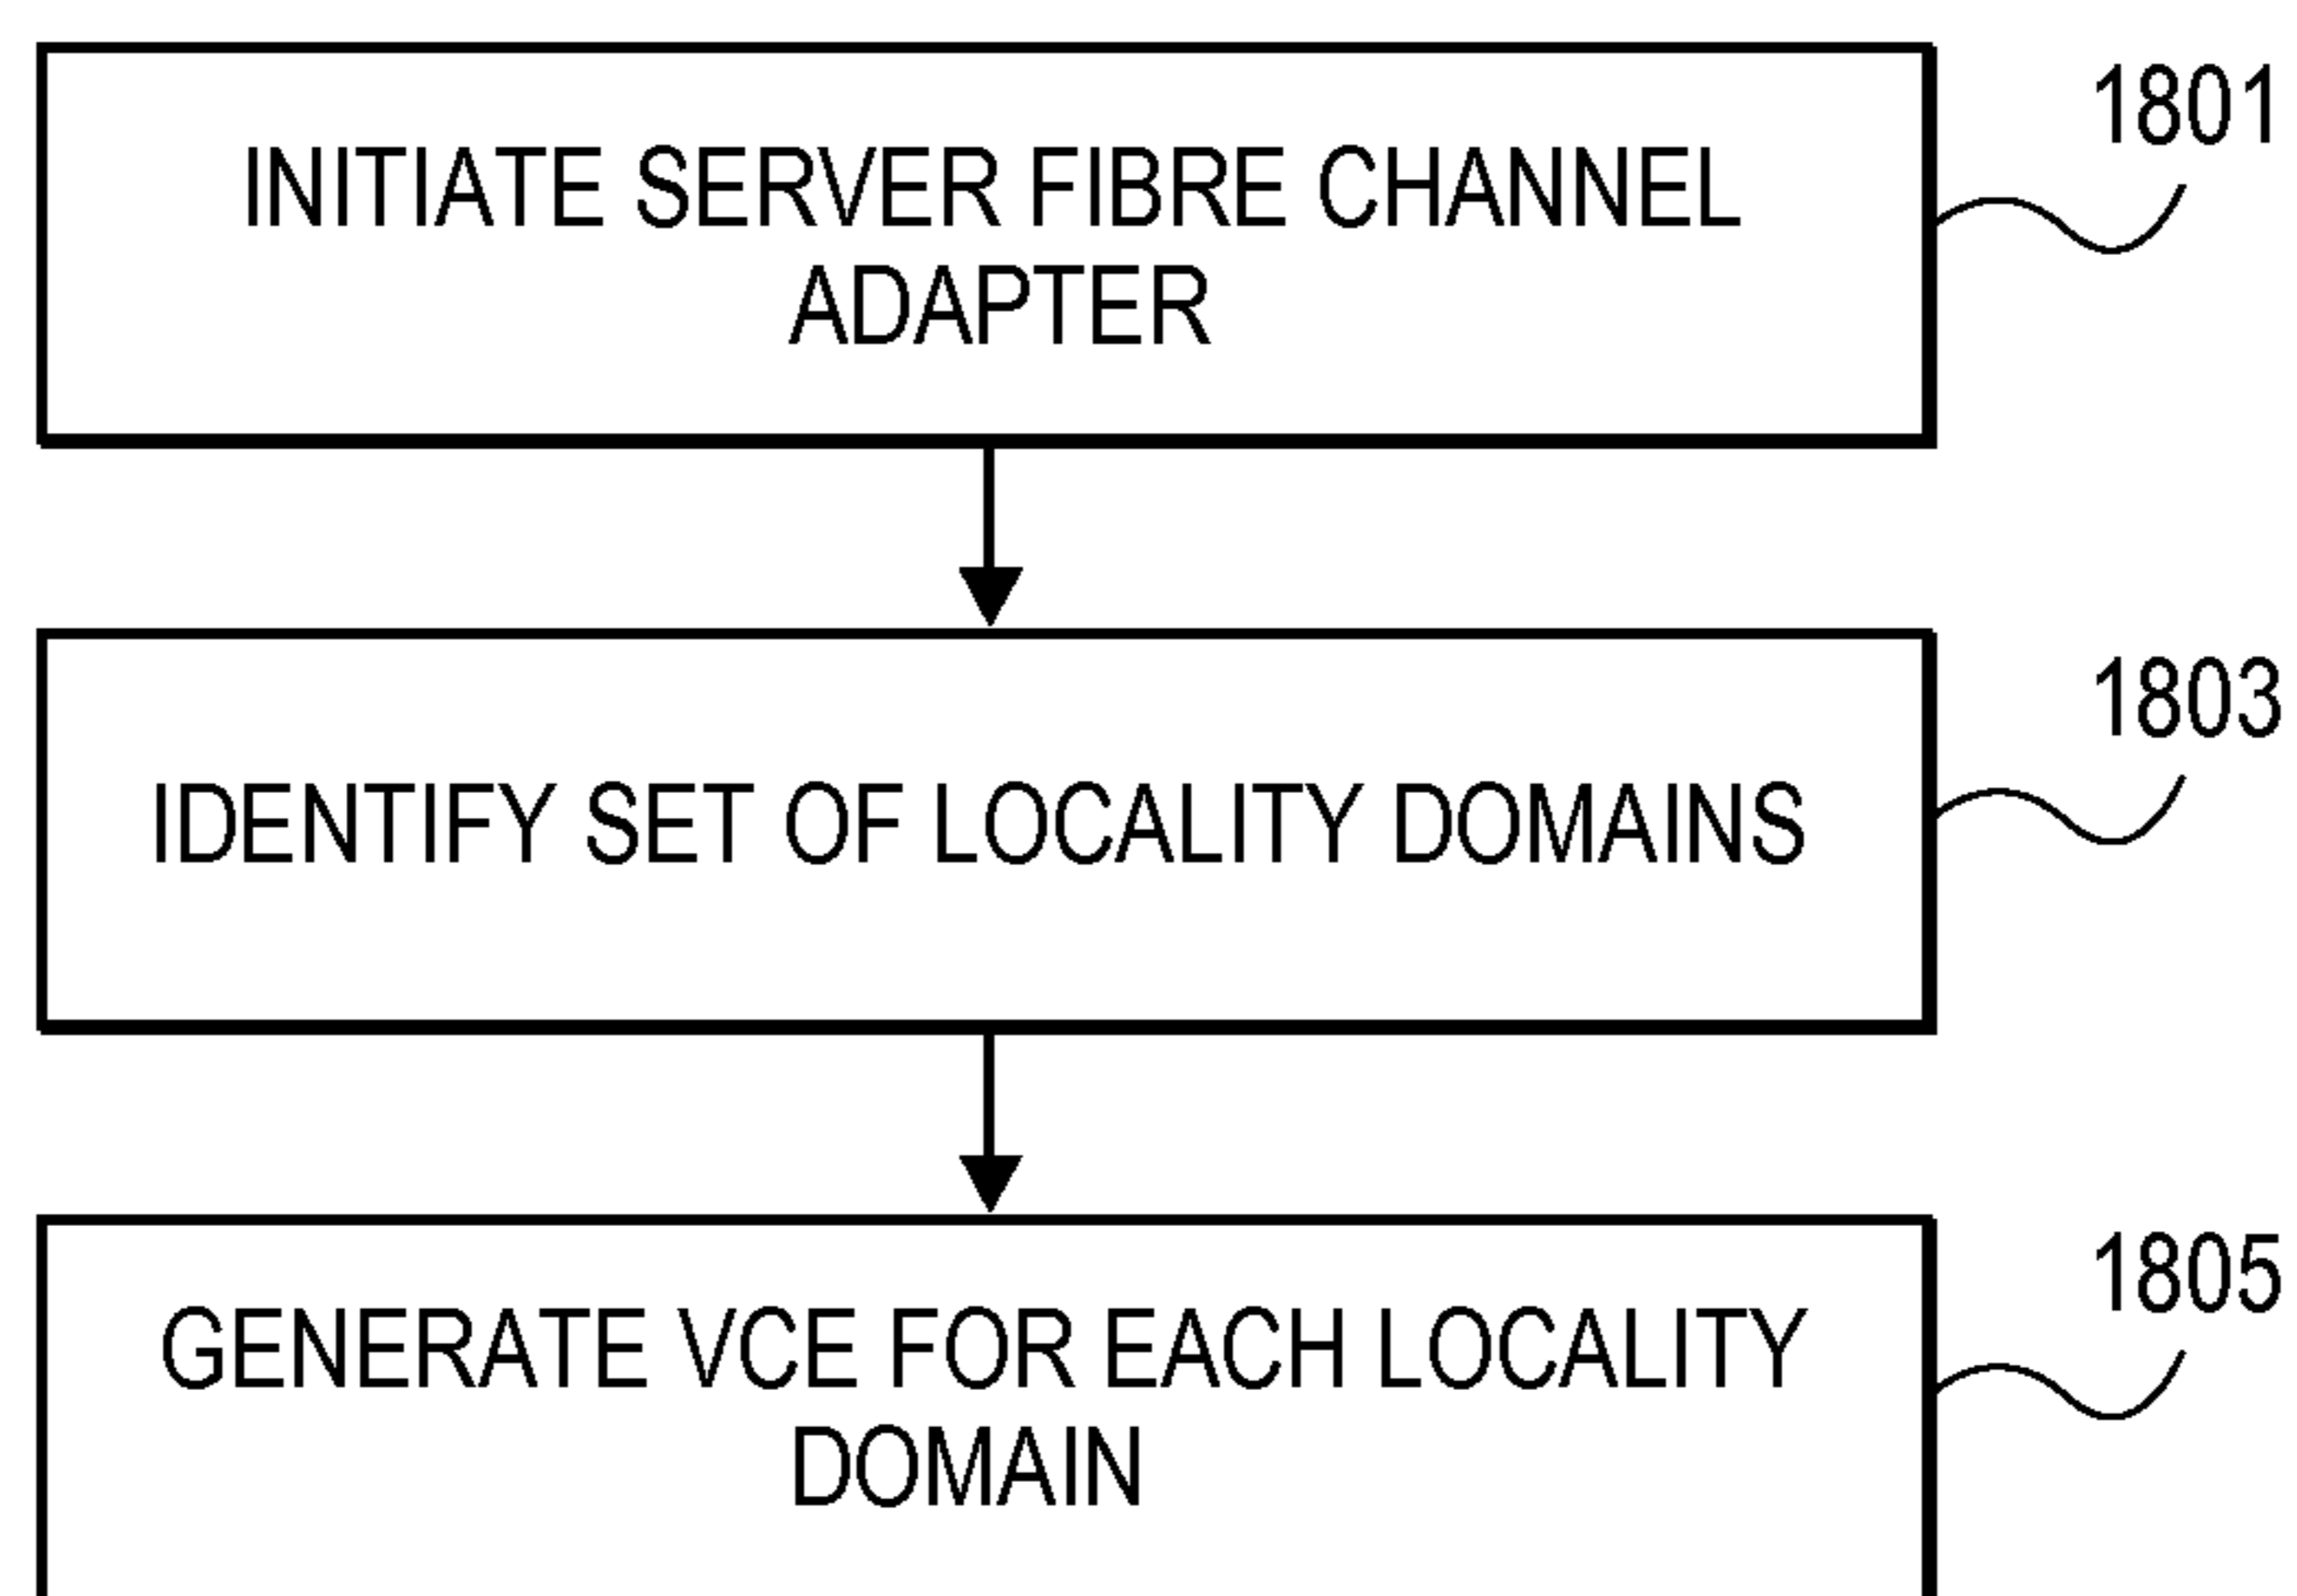 1801
INITIATE SERVER FIBRE CHANNEL
ADAPTER
1803
IDENTIFY SET OF LOCALITY DOMAINS
1805
GENERATE VCE FOR EACH LOCALITY
DOMAIN